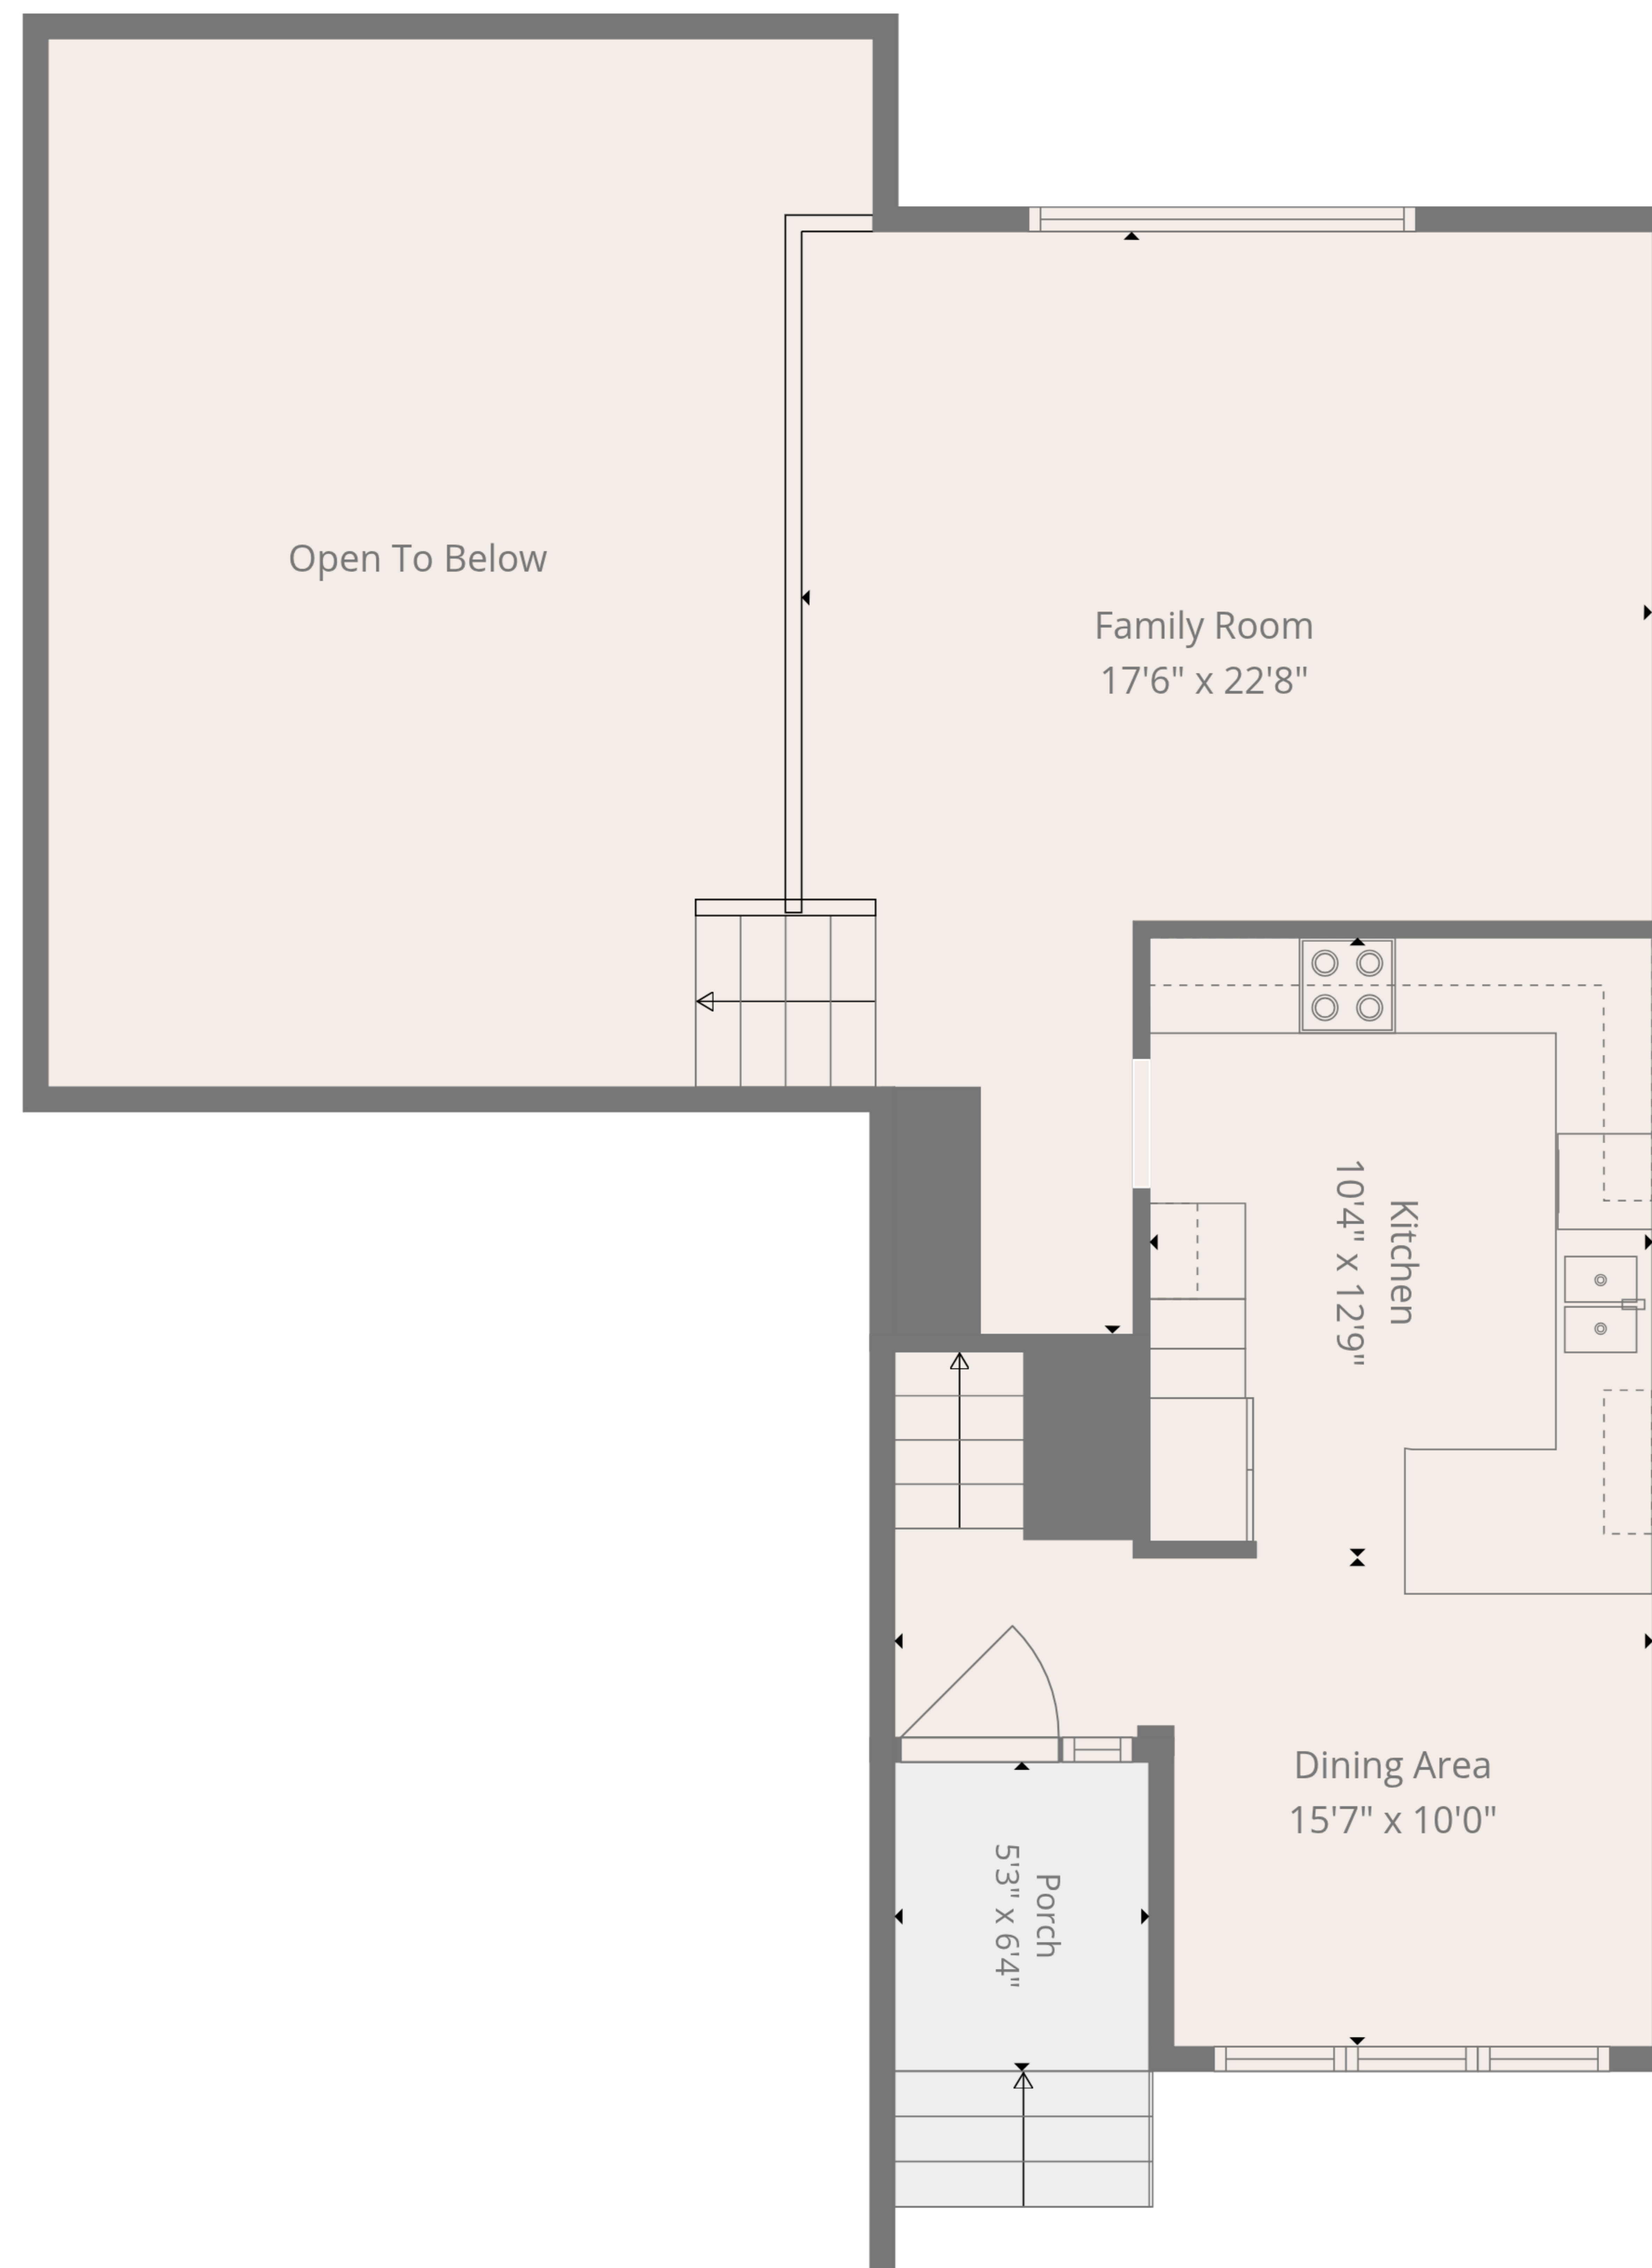 Open To Below
Family Room
17'6" x 22'8"
Kitchen
10'4" x 12'9"
Dining Area
15'7" x 10'0"
Porch
5'3" x 6'4"